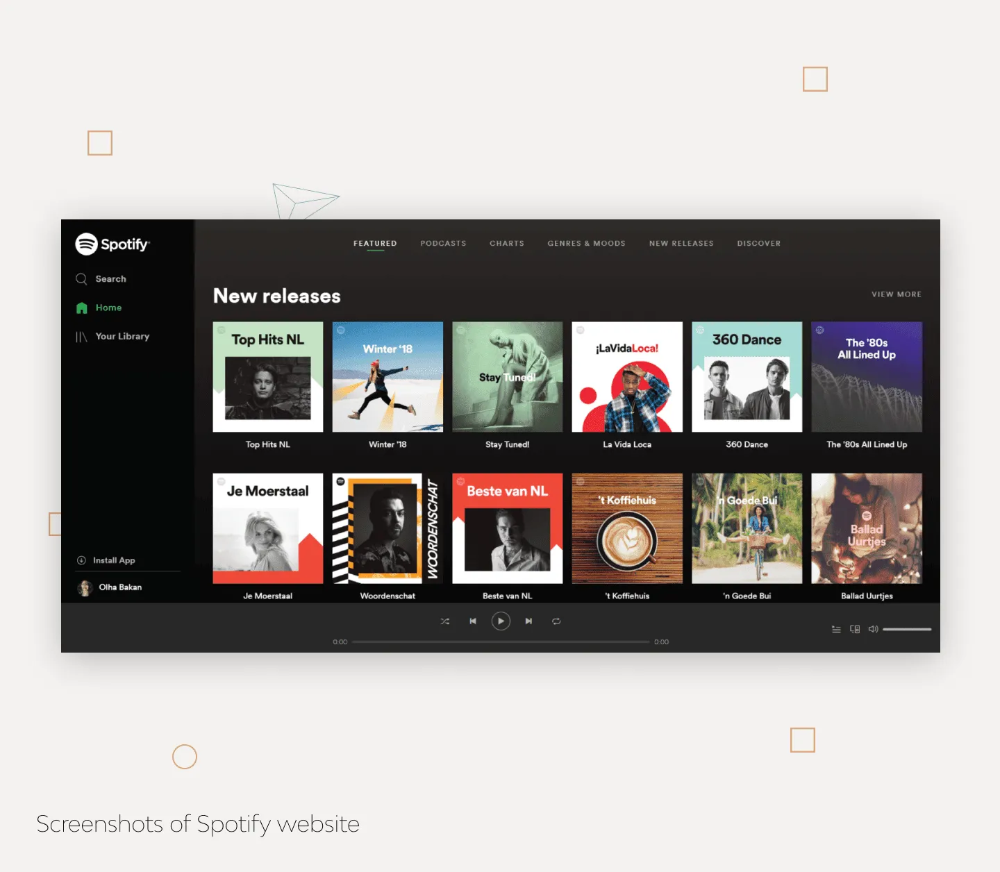 Spotify
Search
Home
Your Library
Install App
Olha Bakan
FEATURED PODCASTS CHARTS GENRES & MOODS NEW RELEASES DISCOVER
New releases
VIEW MORE
Top Hits NL
Winter '18
Stay Tuned!
¡LaVidaLoca!
360 Dance
The '80s
All Lined Up
Top Hits NL
Winter '18
Stay Tuned!
La Vida Loca
360 Dance
The '80s All Lined Up
Je Moerstaal
WOORDENSCHAT
Beste van NL
't Koffiehuis
'n Goede Bui
Ballad
Uurtjes
Je Moerstaal
Woordenschat
Beste van NL
't Koffiehuis
'n Goede Bui
Ballad Uurtjes
0:00
0:00
Screenshots of Spotify website